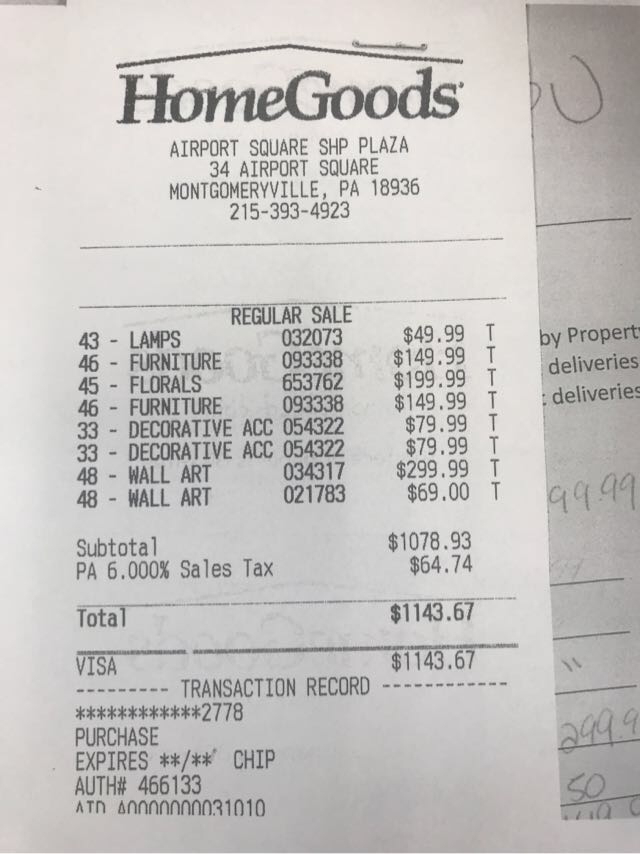 HomeGoods
AIRPORT SQUARE SHP PLAZA
34 AIRPORT SQUARE
MONTGOMERYVILLE, PA 18936
215-393-4923
REGULAR SALE
43 - LAMPS 032073 $49.99 T
46 - FURNITURE 093338 $149.99 T
45 - FLORALS 653762 $199.99 T
46 - FURNITURE 093338 $149.99 T
33 - DECORATIVE ACC 054322 $79.99 T
33 - DECORATIVE ACC 054322 $79.99 T
48 - WALL ART 034317 $299.99 T
48 - WALL ART 021783 $69.00 T
Subtotal $1078.93
PA 6.000% Sales Tax $64.74
Total $1143.67
VISA $1143.67
--------- TRANSACTION RECORD ------------
************2778
PURCHASE
EXPIRES **/** CHIP
AUTH# 466133
AID A0000000031010
by Propert
deliveries
deliveries
99.99
"
299.9
50